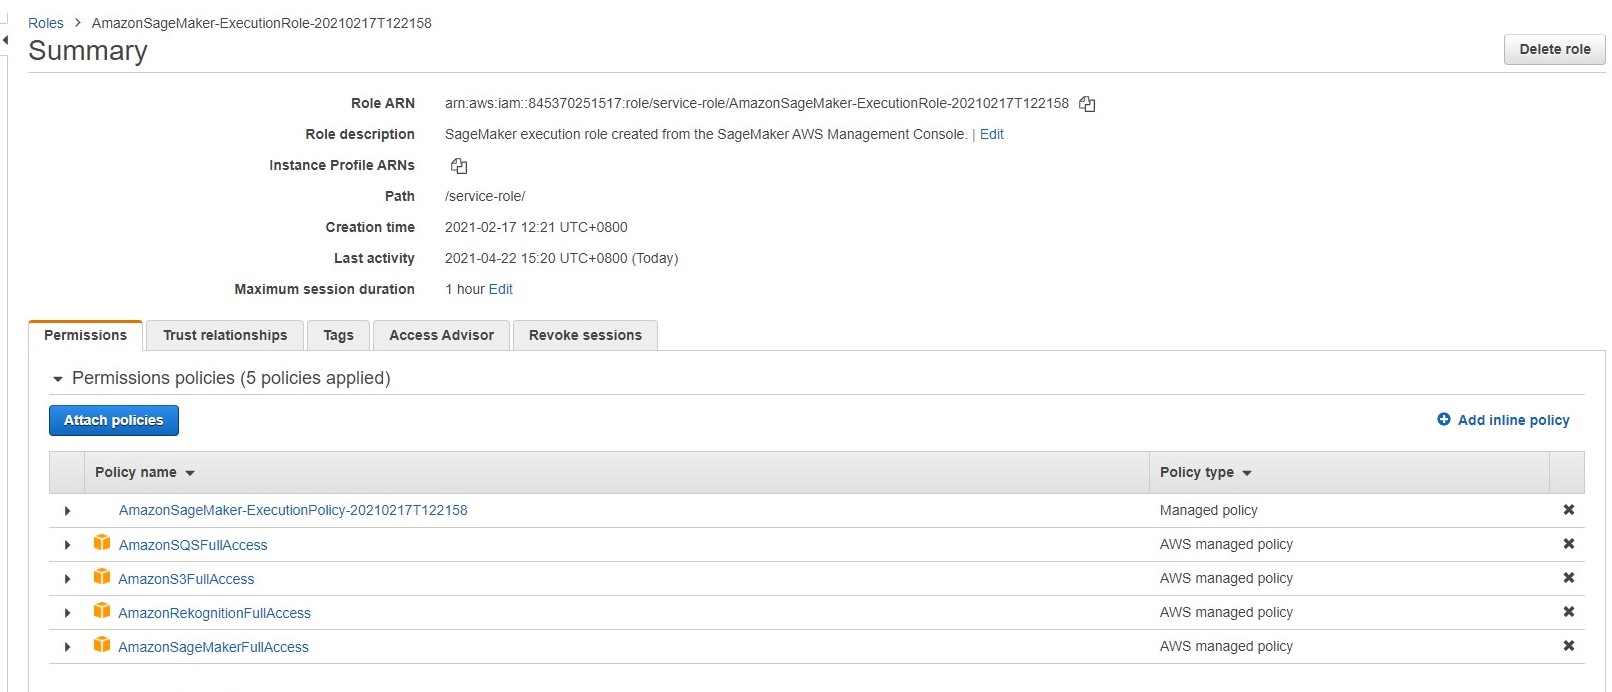 Roles > AmazonSageMaker-ExecutionRole-20210217T122158
Summary
Delete role
Role ARN arn:aws:iam::845370251517:role/service-role/AmazonSageMaker-ExecutionRole-20210217T122158
Role description SageMaker execution role created from the SageMaker AWS Management Console. | Edit
Instance Profile ARNs
Path /service-role/
Creation time 2021-02-17 12:21 UTC+0800
Last activity 2021-04-22 15:20 UTC+0800 (Today)
Maximum session duration 1 hour Edit
Permissions Trust relationships Tags Access Advisor Revoke sessions
Permissions policies (5 policies applied)
Attach policies Add inline policy
Policy name Policy type
AmazonSageMaker-ExecutionPolicy-20210217T122158 Managed policy
AmazonSQSFullAccess AWS managed policy
AmazonS3FullAccess AWS managed policy
AmazonRekognitionFullAccess AWS managed policy
AmazonSageMakerFullAccess AWS managed policy